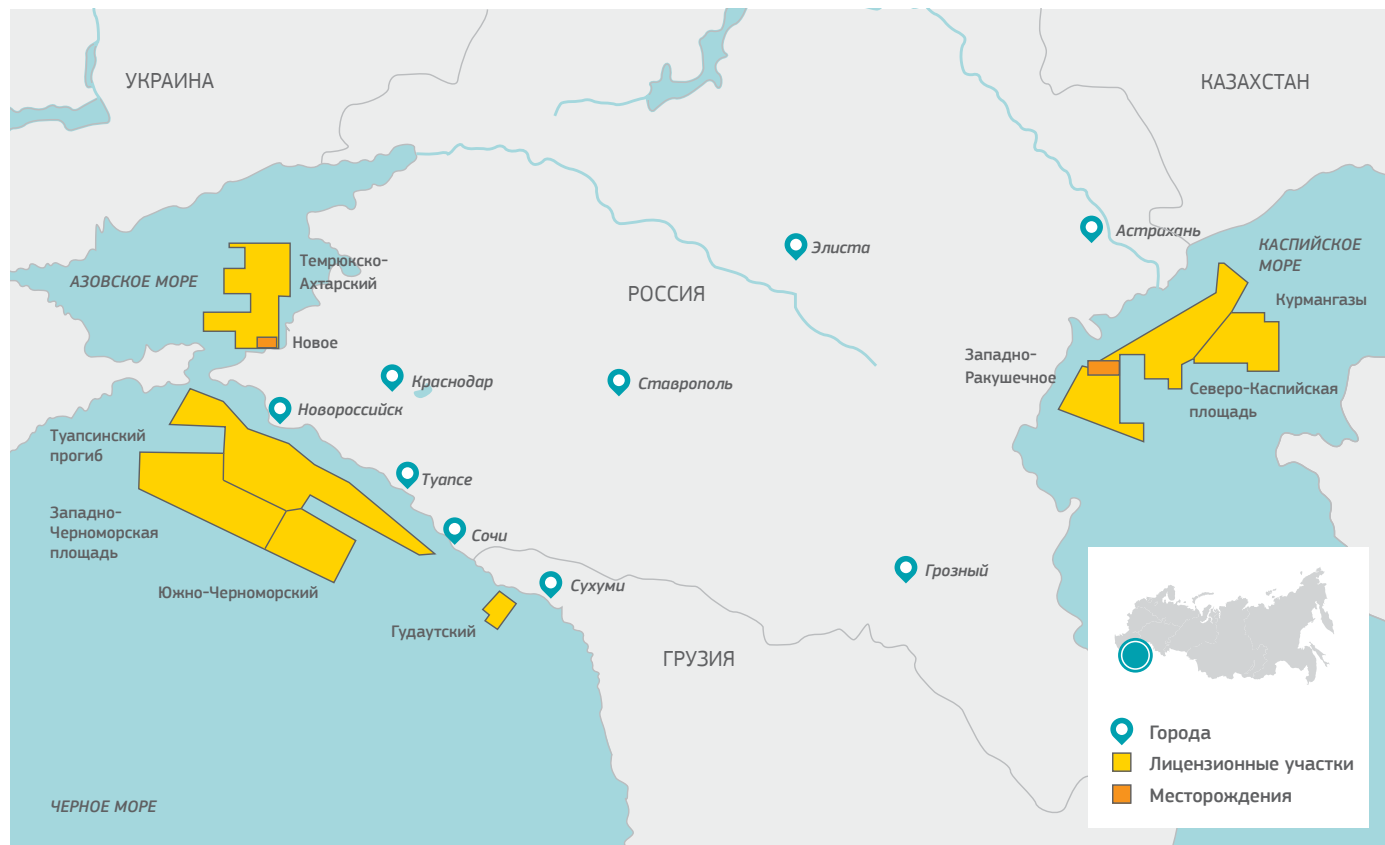 УКРАИНА
КАЗАХСТАН
Астрахань
Элиста
КАСПИЙСКОЕ
МОРЕ
Темрюкско-
Ахтарский
АЗОВСКОЕ МОРЕ
РОССИЯ
Курмангазы
Новое
Западно-
Ракушечное
Краснодар
Ставрополь
Северо-Каспийская
площадь
Новороссийск
Туапсинский
прогиб
Туапсе
Западно-
Черноморская
площадь
Сочи
Грозный
Сухуми
Южно-Черноморский
Гудаутский
ГРУЗИЯ
Города
Лицензионные участки
Месторождения
ЧЕРНОЕ МОРЕ